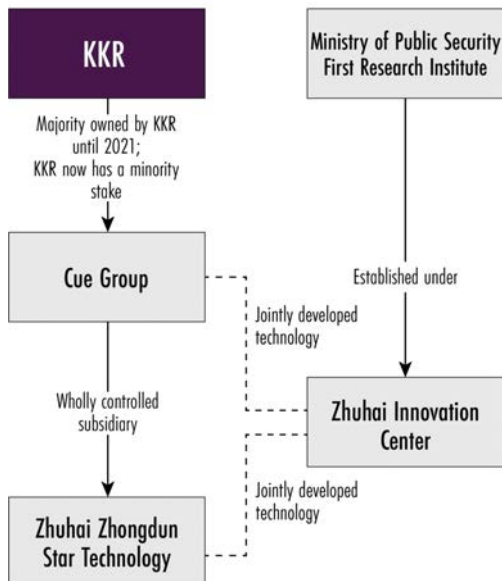 KKR
Ministry of Public Security
First Research Institute
Majority owned by KKR
until 2021;
KKR now has a minority
stake
Cue Group
Established under
Jointly developed
technology
Wholly controlled
subsidiary
Zhuhai Innovation
Center
Jointly developed
technology
Zhuhai Zhongdun
Star Technology